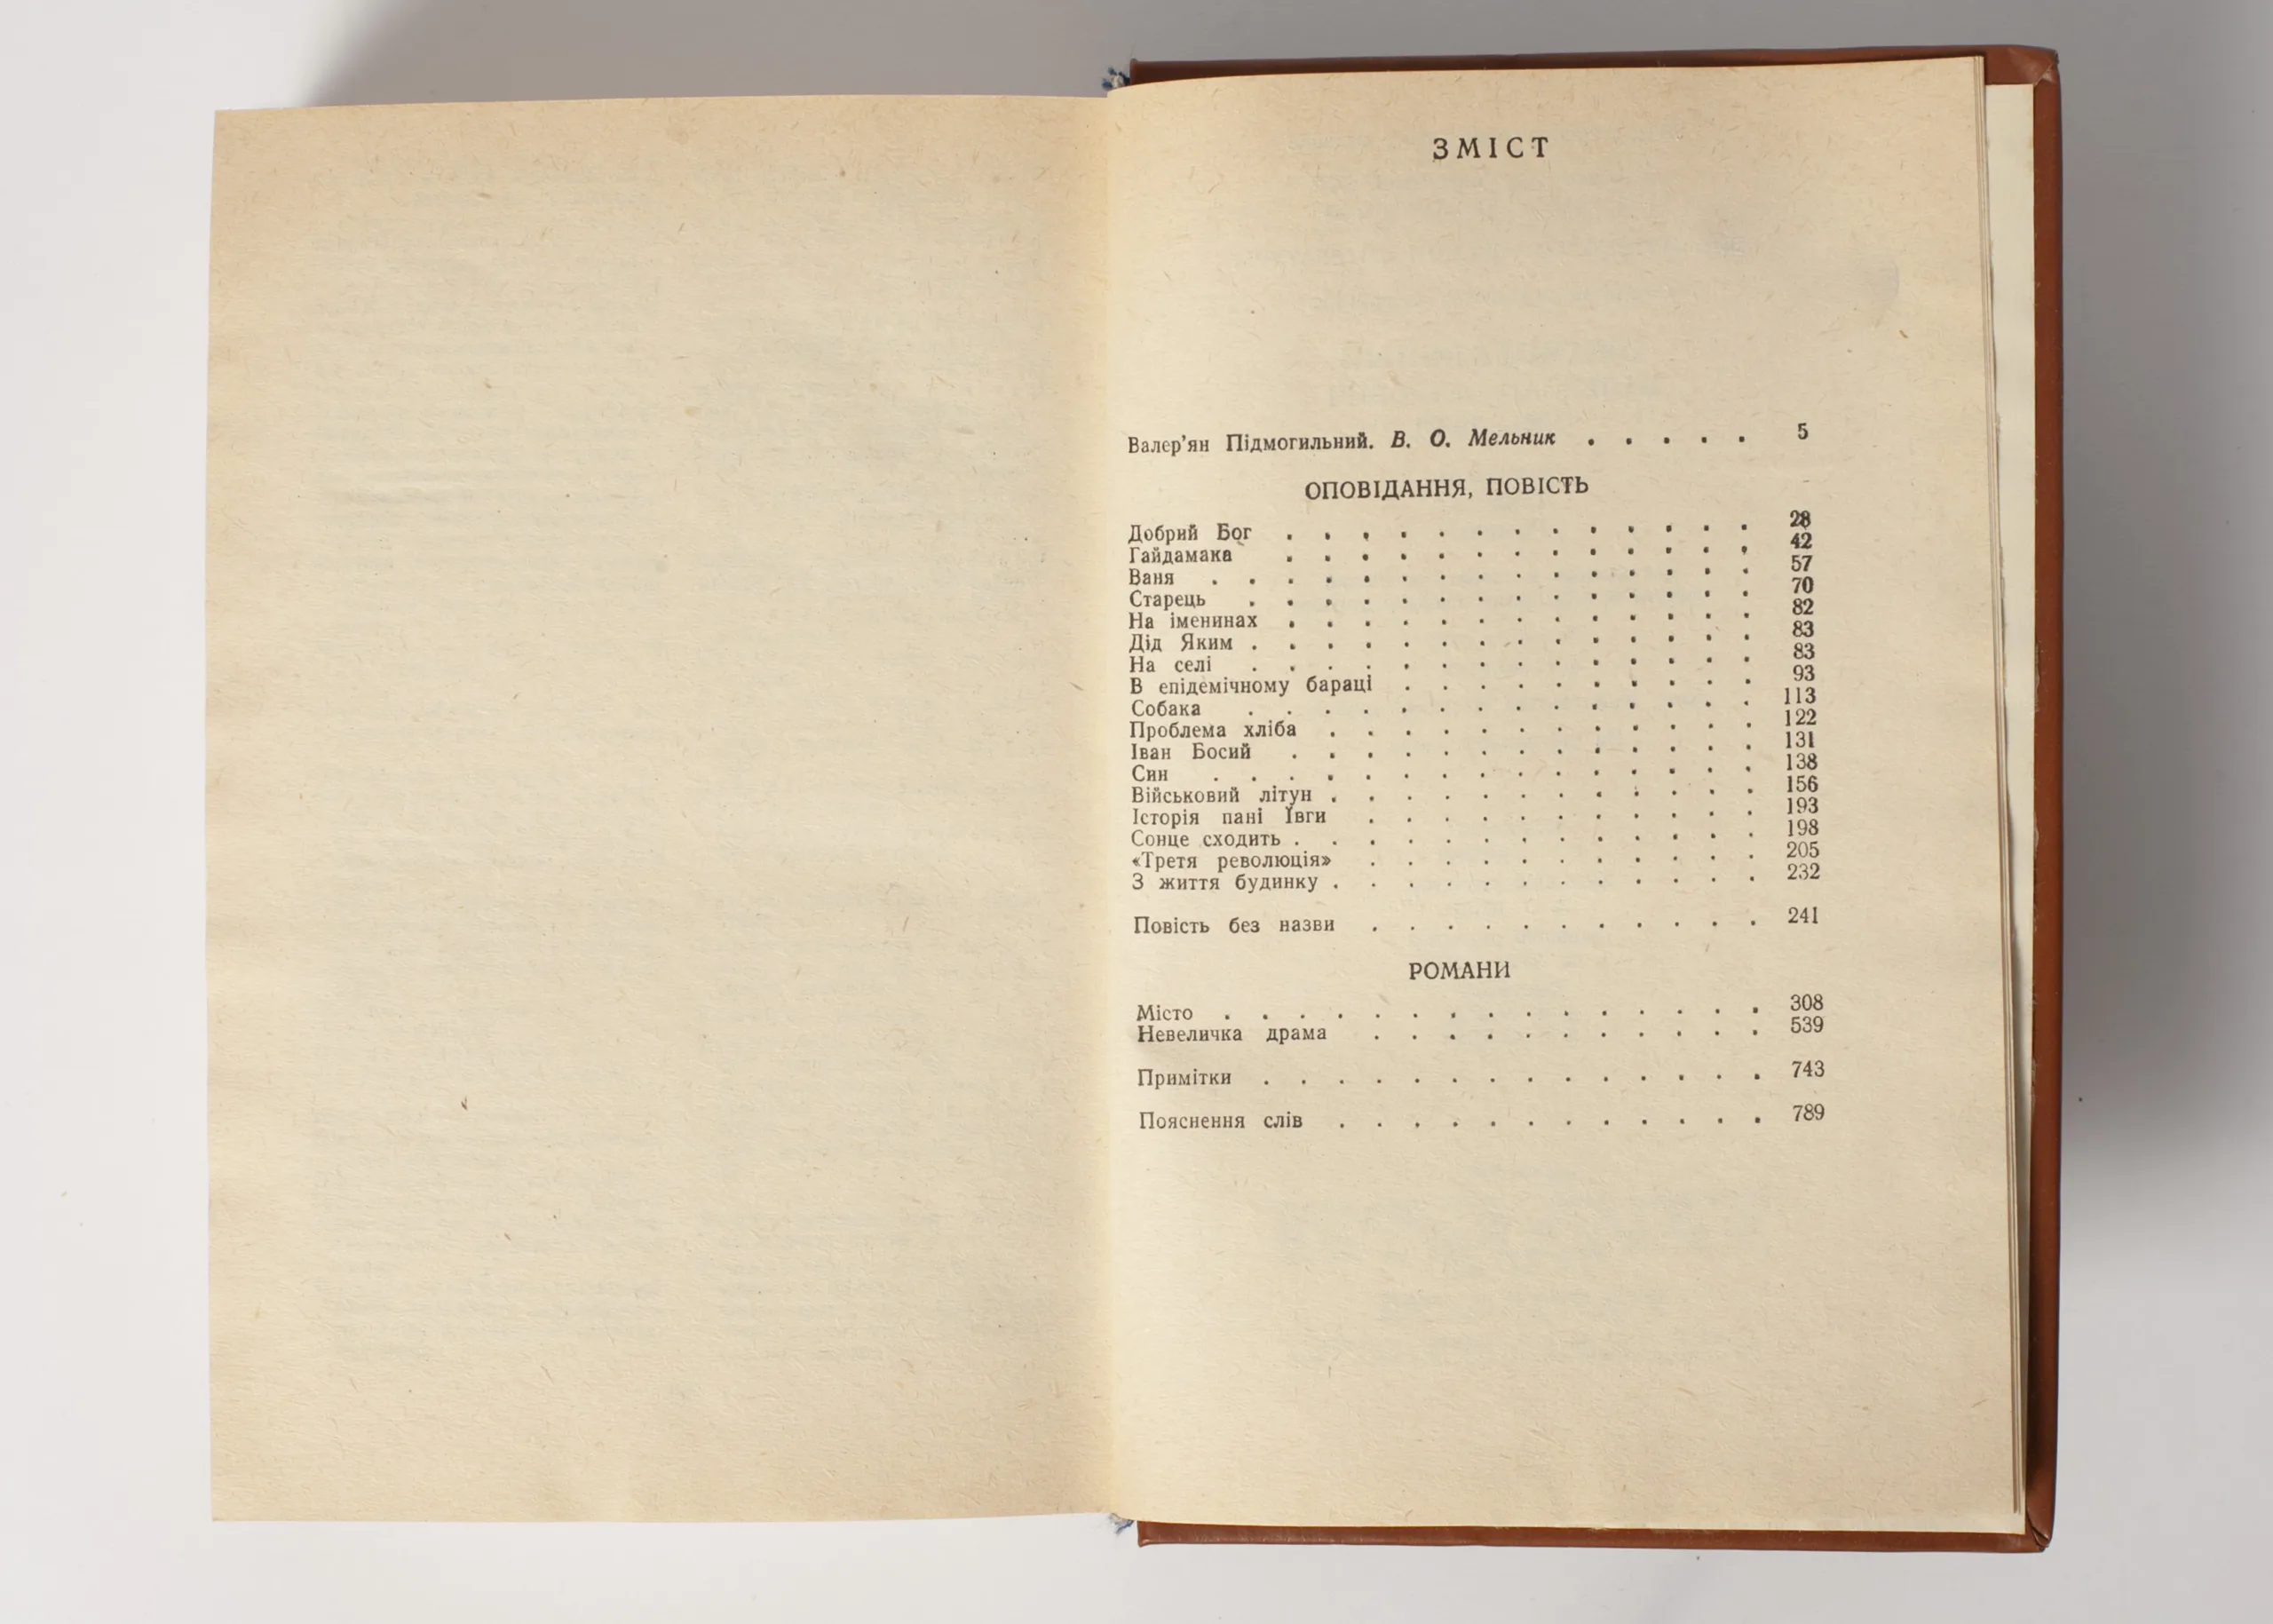 ЗМІСТ
Валер'ян Підмогильний. В. О. Мельник . . . . . 5
ОПОВІДАННЯ, ПОВІСТЬ
Добрий Бог . . . . . . . . . . . . . 28
Гайдамака . . . . . . . . . . . . . 42
Ваня . . . . . . . . . . . . . . . 57
Старець . . . . . . . . . . . . . . 70
На іменинах . . . . . . . . . . . . . 82
Дід Яким . . . . . . . . . . . . . . 83
На селі . . . . . . . . . . . . . . 83
В епідемічному бараці . . . . . . . . . . 93
Собака . . . . . . . . . . . . . . 113
Проблема хліба . . . . . . . . . . . . 122
Іван Босий . . . . . . . . . . . . . 131
Син . . . . . . . . . . . . . . . 138
Військовий літун . . . . . . . . . . . . 156
Історія пані Ївги . . . . . . . . . . . 193
Сонце сходить . . . . . . . . . . . . . 198
«Третя революція» . . . . . . . . . . . 205
З життя будинку . . . . . . . . . . . . 232
Повість без назви . . . . . . . . . . . 241
РОМАНИ
Місто . . . . . . . . . . . . . . . 308
Невеличка драма . . . . . . . . . . . 539
Примітки . . . . . . . . . . . . . . 743
Пояснення слів . . . . . . . . . . . . 789